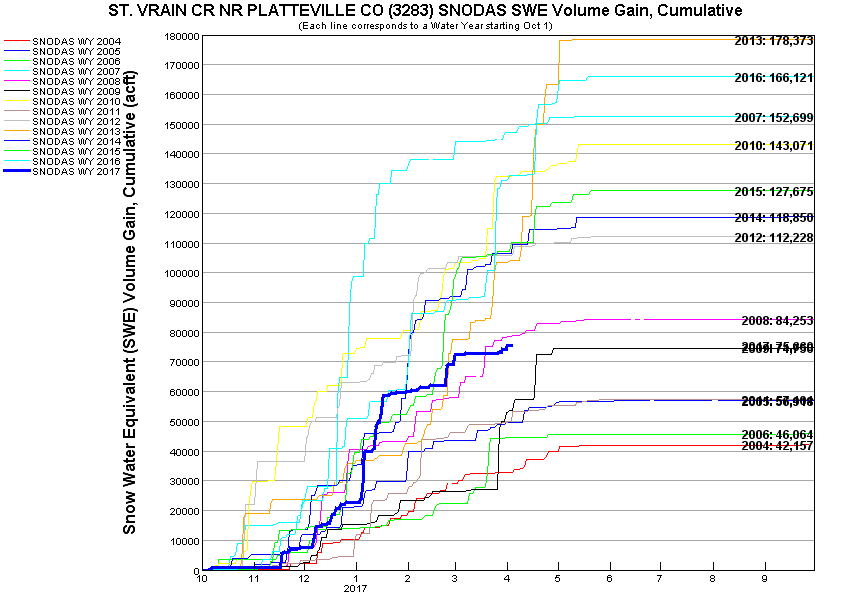 ST. VRAIN CR NR PLATTEVILLE CO (3283) SNODAS SWE Volume Gain, Cumulative
(Each line corresponds to a Water Year starting Oct 1)
SNODAS WY 2004
SNODAS WY 2005
SNODAS WY 2006
SNODAS WY 2007
SNODAS WY 2008
SNODAS WY 2009
SNODAS WY 2010
SNODAS WY 2011
SNODAS WY 2012
SNODAS WY 2013
SNODAS WY 2014
SNODAS WY 2015
SNODAS WY 2016
SNODAS WY 2017
Snow Water Equivalent (SWE) Volume Gain, Cumulative (acft)
180000
170000
160000
150000
140000
130000
120000
110000
100000
90000
80000
70000
60000
50000
40000
30000
20000
10000
0
2013: 178,373
2016: 166,121
2007: 152,699
2010: 143,071
2015: 127,675
2014: 118,850
2012: 112,228
2008: 84,253
2006: 46,064
2004: 42,157
10 11 12 1 2 3 4 5 6 7 8 9
2017